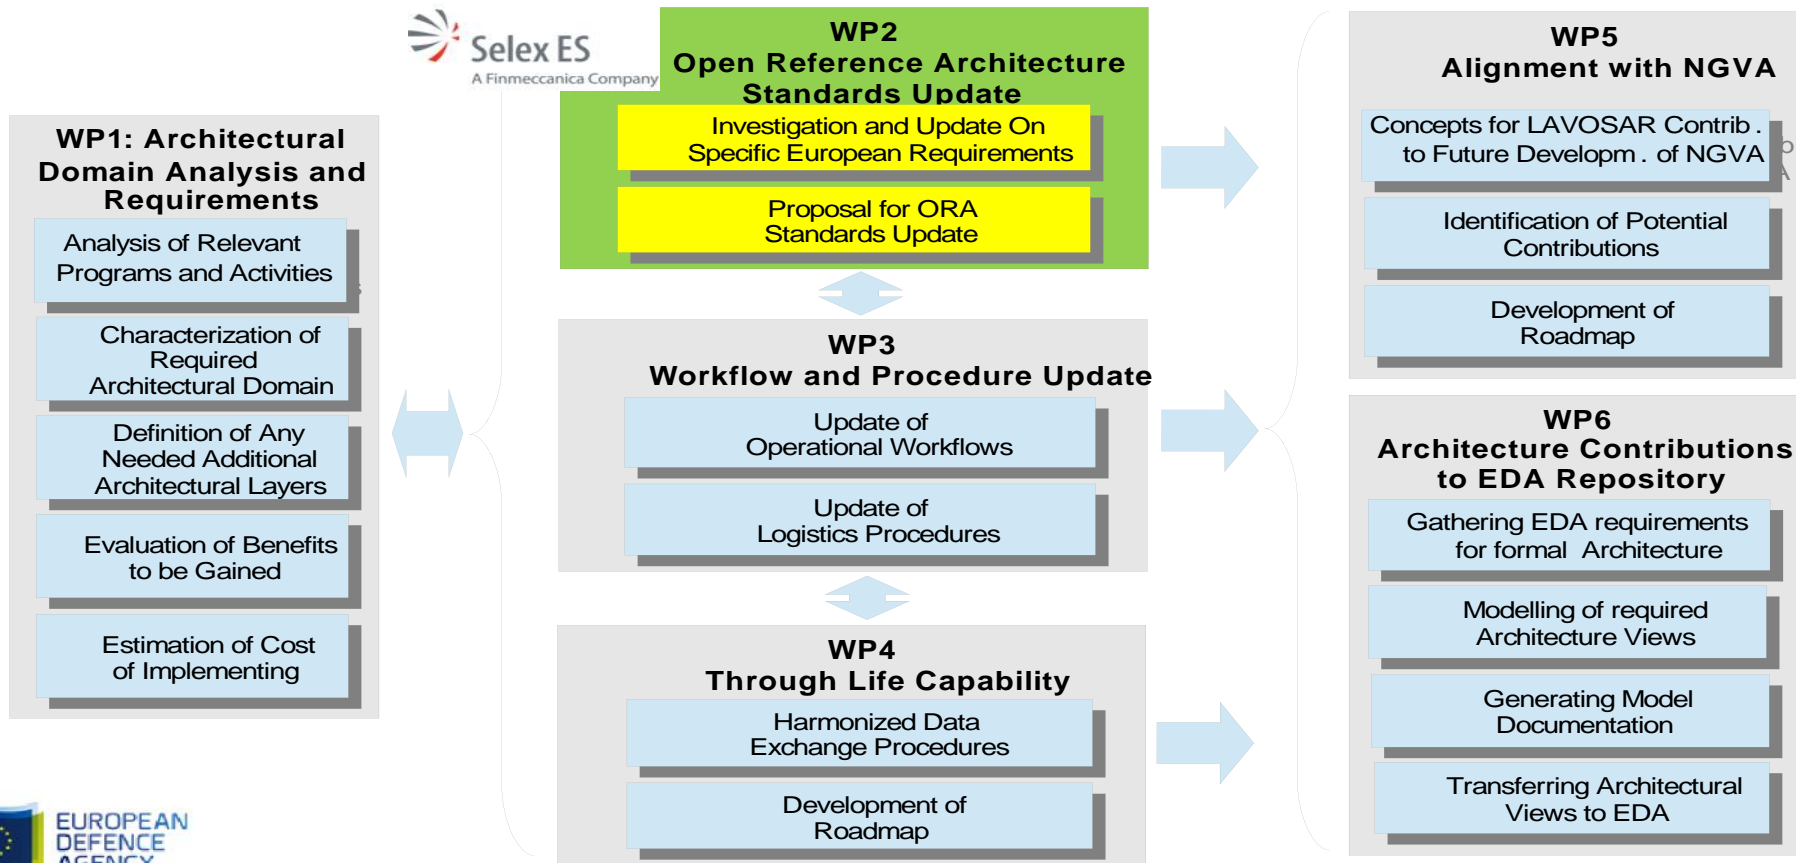 Selex ES
A Finmeccanica Company
WP1: Architectural
Domain Analysis and
Requirements
Analysis of Relevant
Programs and Activities
s
Characterization of
Required
Architectural Domain
Definition of Any
Needed Additional
Architectural Layers
Evaluation of Benefits
to be Gained
Estimation of Cost
of Implementing
EUROPEAN
DEFENCE
AGENCY
WP2
Open Reference Architecture
Standards Update
Investigation and Update On
Specific European Requirements
Proposal for ORA
Standards Update
WP3
Workflow and Procedure Update
Update of
Operational Workflows
Update of
Logistics Procedures
WP4
Through Life Capability
Harmonized Data
Exchange Procedures
Development of
Roadmap
WP5
Alignment with NGVA
Concepts for LAVOSAR Contrib .
to Future Developm . of NGVA
b
A
Identification of Potential
Contributions
Development of
Roadmap
WP6
Architecture Contributions
to EDA Repository
Gathering EDA requirements
for formal Architecture
Modelling of required
Architecture Views
Generating Model
Documentation
Transferring Architectural
Views to EDA